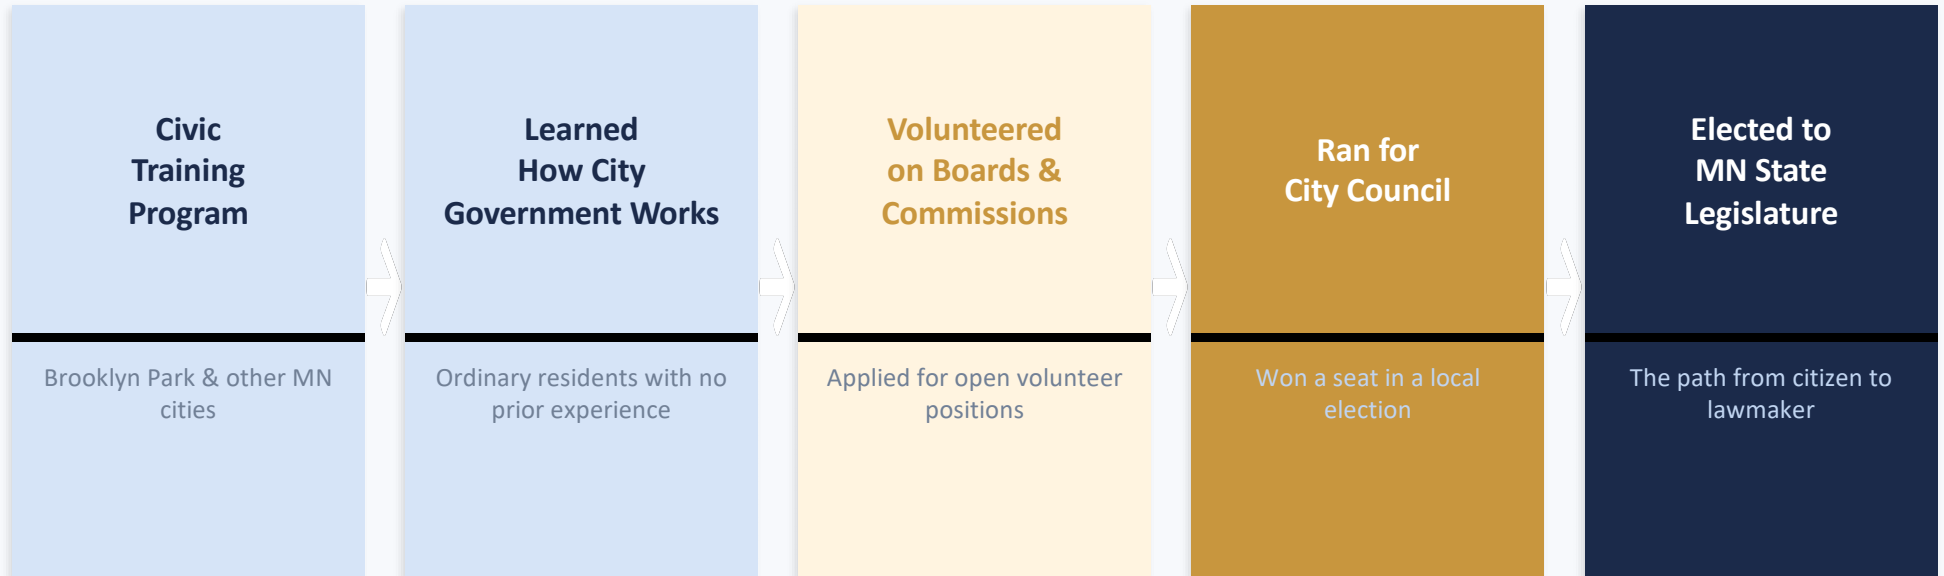 Civic
Training
Program
Brooklyn Park & other MN
cities
Learned
How City
Government Works
Ordinary residents with no
prior experience
Volunteered
on Boards &
Commissions
Applied for open volunteer
positions
Ran for
City Council
Won a seat in a local
election
Elected to
MN State
Legislature
The path from citizen to
lawmaker